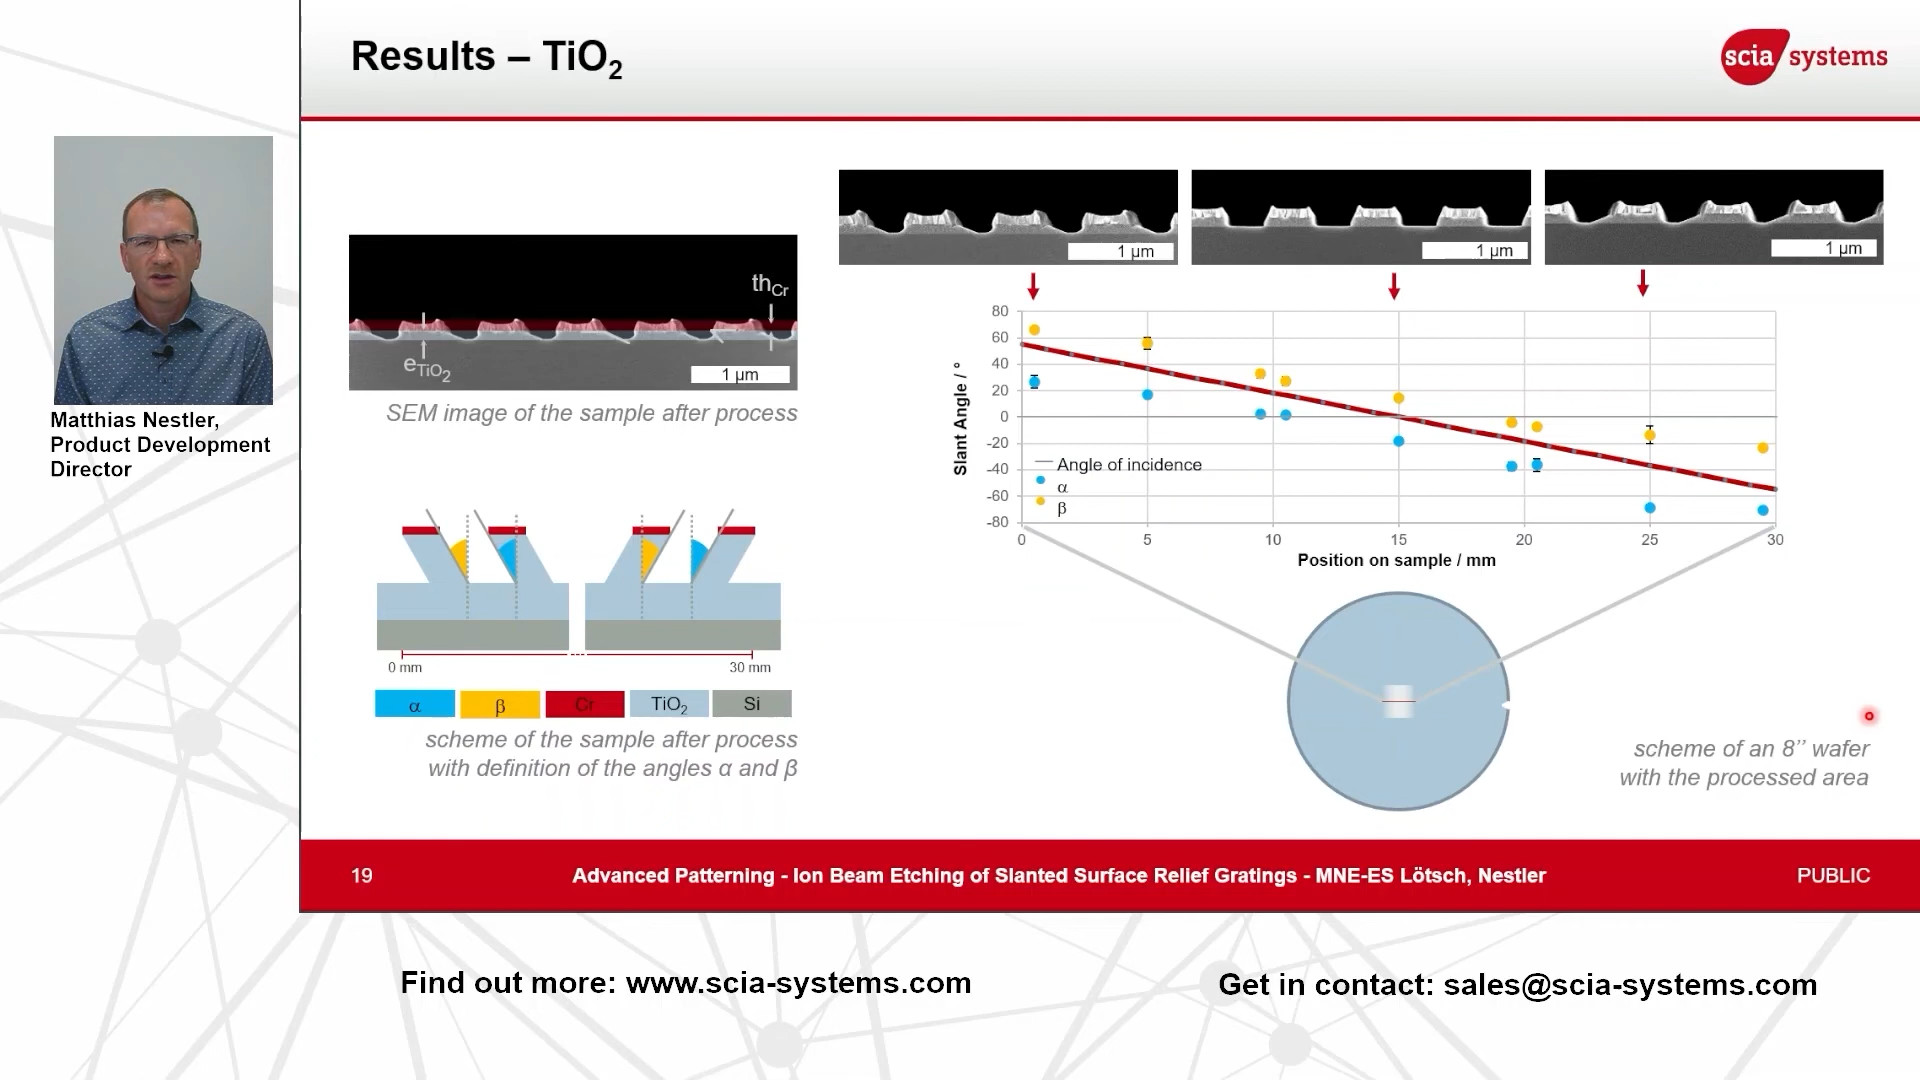 Results – TiO2
scia systems
Matthias Nestler,
Product Development
Director
thCr
eTiO2
1 µm
SEM image of the sample after process
1 µm
1 µm
1 µm
80
60
40
20
0
-20
-40
-60
-80
Slant Angle / °
Angle of incidence
α
β
0 5 10 15 20 25 30
Position on sample / mm
0 mm 30 mm
α β Cr TiO2 Si
scheme of the sample after process
with definition of the angles α and β
scheme of an 8’’ wafer
with the processed area
19 Advanced Patterning - Ion Beam Etching of Slanted Surface Relief Gratings - MNE-ES Lötsch, Nestler PUBLIC
Find out more: www.scia-systems.com
Get in contact: sales@scia-systems.com